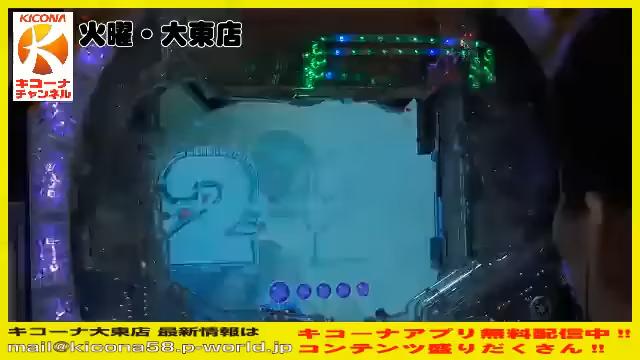 KICONA
キコーナ
チャンネル
火曜・大東店
2
キコーナ大東店 最新情報は
mail@kicona58.p-world.jp
キコーナアプリ無料配信中!!
コンテンツ盛りだくさん!!